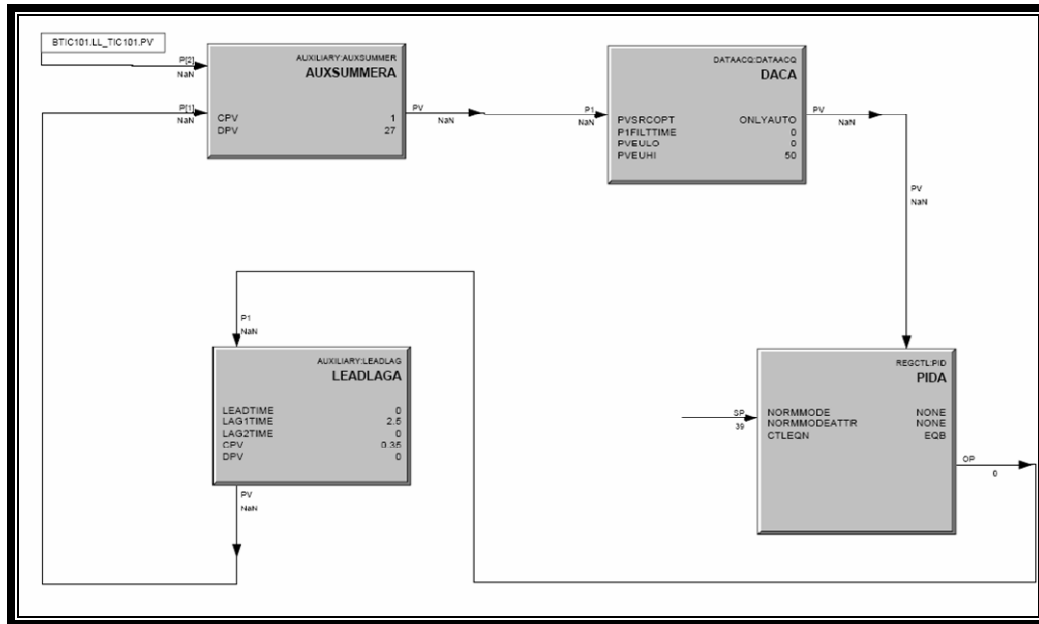 BTIC101.LL_TIC101.PV
P[2]
NaN
P[1]
NaN
AUXILIARY:AUXSUMMER
AUXSUMMERA
CPV 1
DPV 27
PV
NaN
P1
NaN
DATAACQ:DATAACQ
DACA
PVSRCOPT ONLYAUTO
P1FILTTIME 0
PVEULO 0
PVEUHI 50
PV
NaN
PV
NaN
P1
NaN
AUXILIARY:LEADLAG
LEADLAGA
LEADTIME 0
LAG1TIME 2.5
LAG2TIME 0
CPV 0.35
DPV 0
PV
NaN
SP
39
REGCTL:PID
PIDA
NORMMODE NONE
NORMMODEATTR NONE
CTLEQN EQB
OP
0